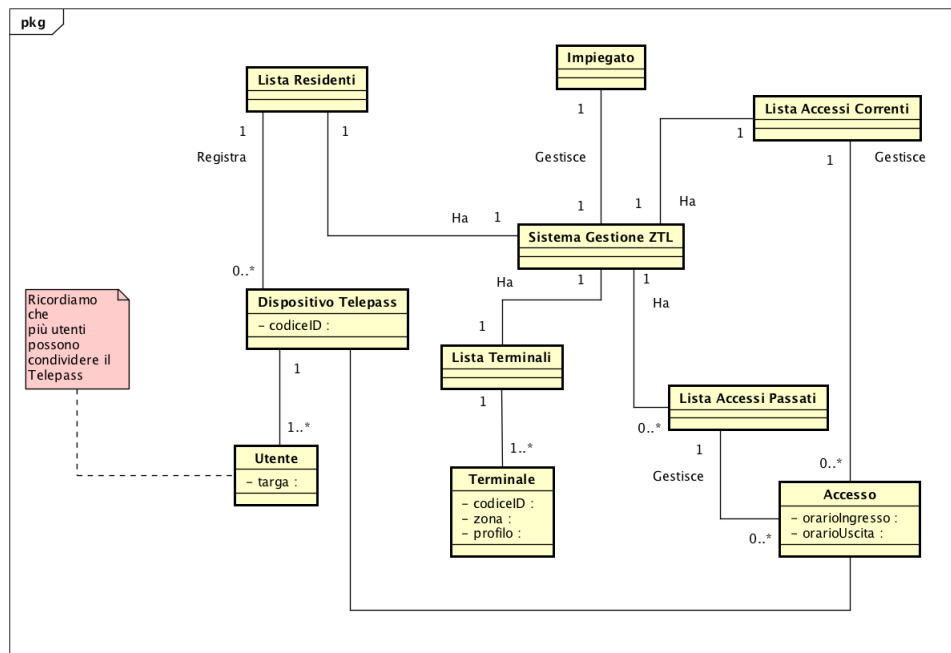 pkg
Impiegato
Lista Residenti
Lista Accessi Correnti
1
1
1
1
1
Registra
Gestisce
Gestisce
Ha
Ha
1
1
1
Sistema Gestione ZTL
0..*
Ha
1
1
Ha
Ricordiamo
che
più utenti
possono
condividere il
Telepass
Dispositivo Telepass
- codiceID :
1
Lista Terminali
1
1
Lista Accessi Passati
1..*
0..*
1
1..*
Gestisce
0..*
Utente
- targa :
Terminale
- codiceID :
- zona :
- profilo :
Accesso
- orarioIngresso :
- orarioUscita :
0..*